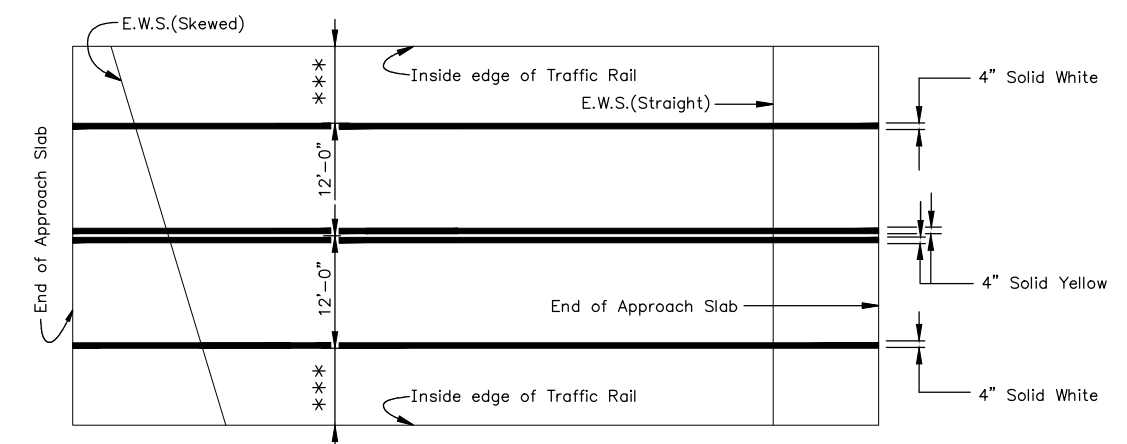 E.W.S.(Skewed)
***
Inside edge of Traffic Rail
4" Solid White
E.W.S.(Straight)
End of Approach Slab
12'-0"
12'-0"
4" Solid Yellow
End of Approach Slab
***
Inside edge of Traffic Rail
4" Solid White